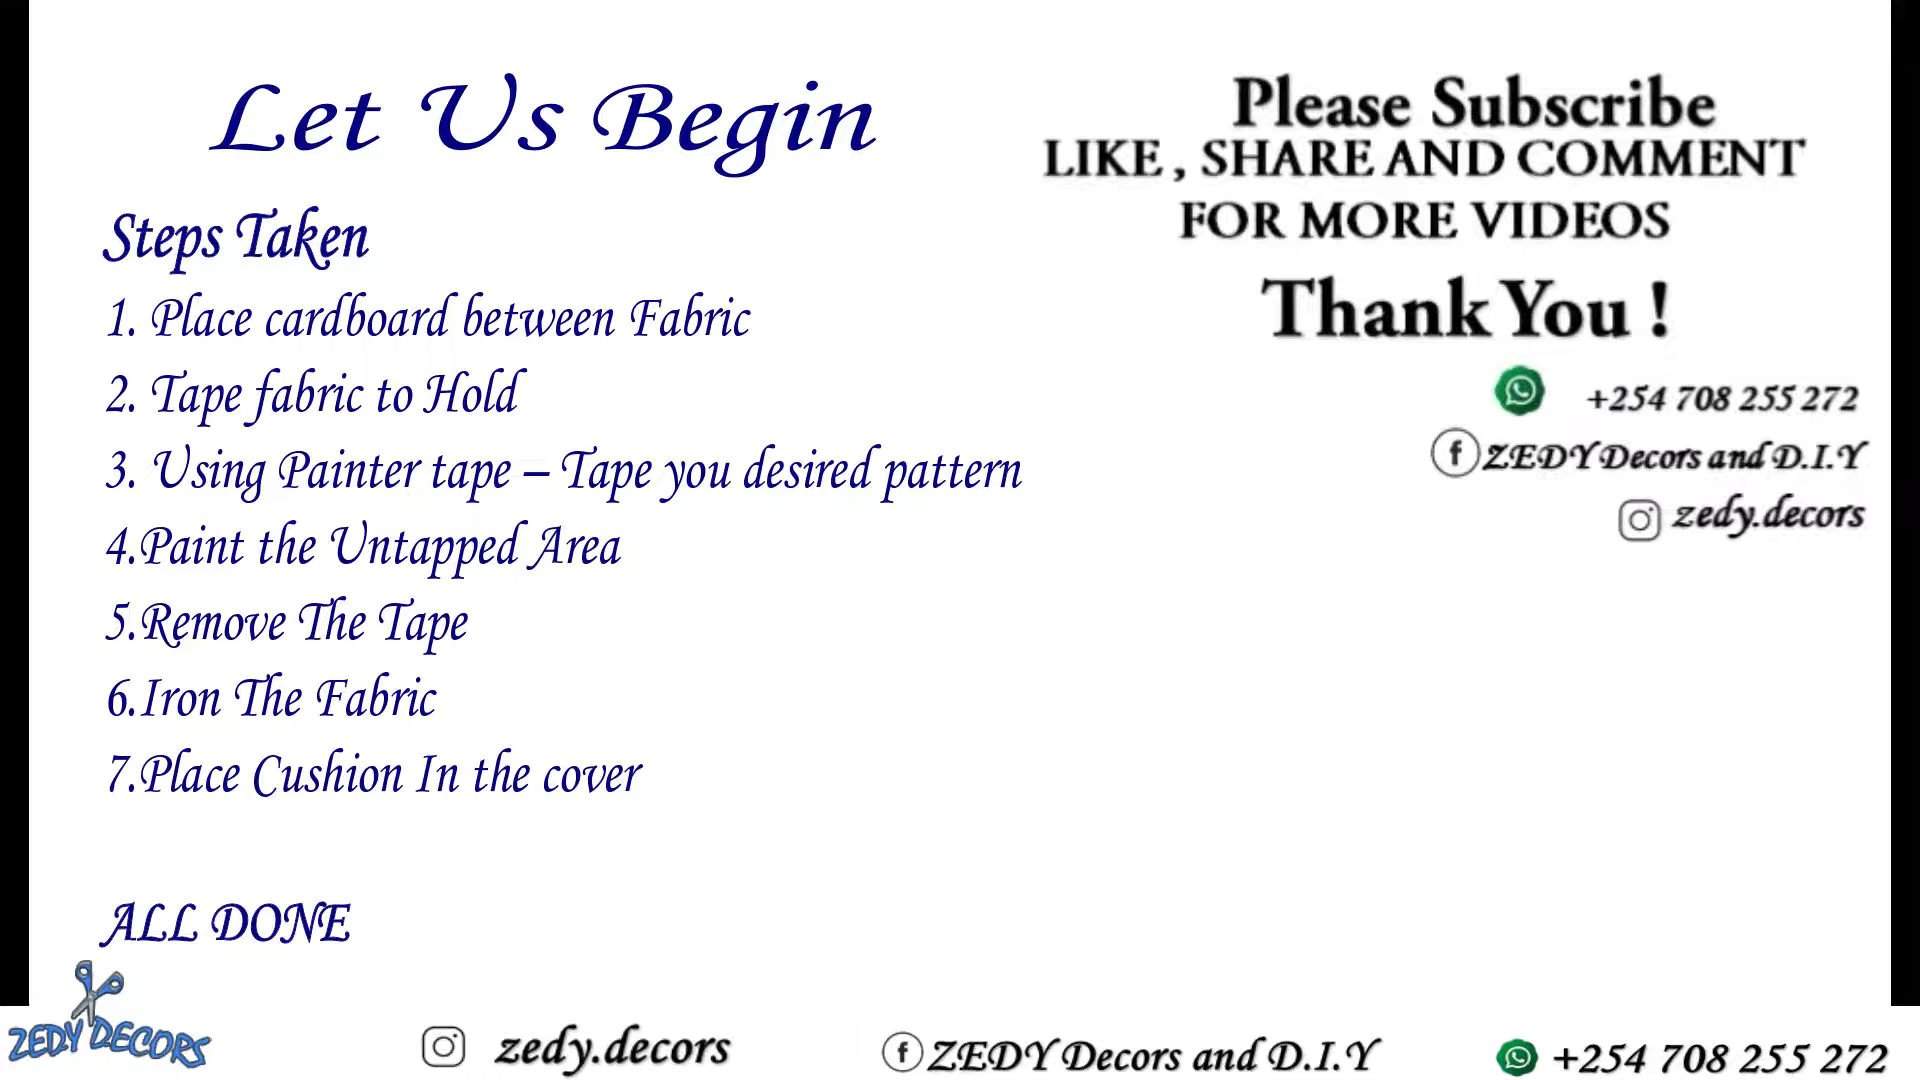 Let Us Begin
Steps Taken
1. Place cardboard between Fabric
2. Tape fabric to Hold
3. Using Painter tape – Tape you desired pattern
4.Paint the Untapped Area
5.Remove The Tape
6.Iron The Fabric
7.Place Cushion In the cover
ALL DONE
Please Subscribe
LIKE , SHARE AND COMMENT
FOR MORE VIDEOS
Thank You !
+254 708 255 272
ZEDY Decors and D.I.Y
zedy.decors
ZEDY DECORS
zedy.decors
ZEDY Decors and D.I.Y
+254 708 255 272